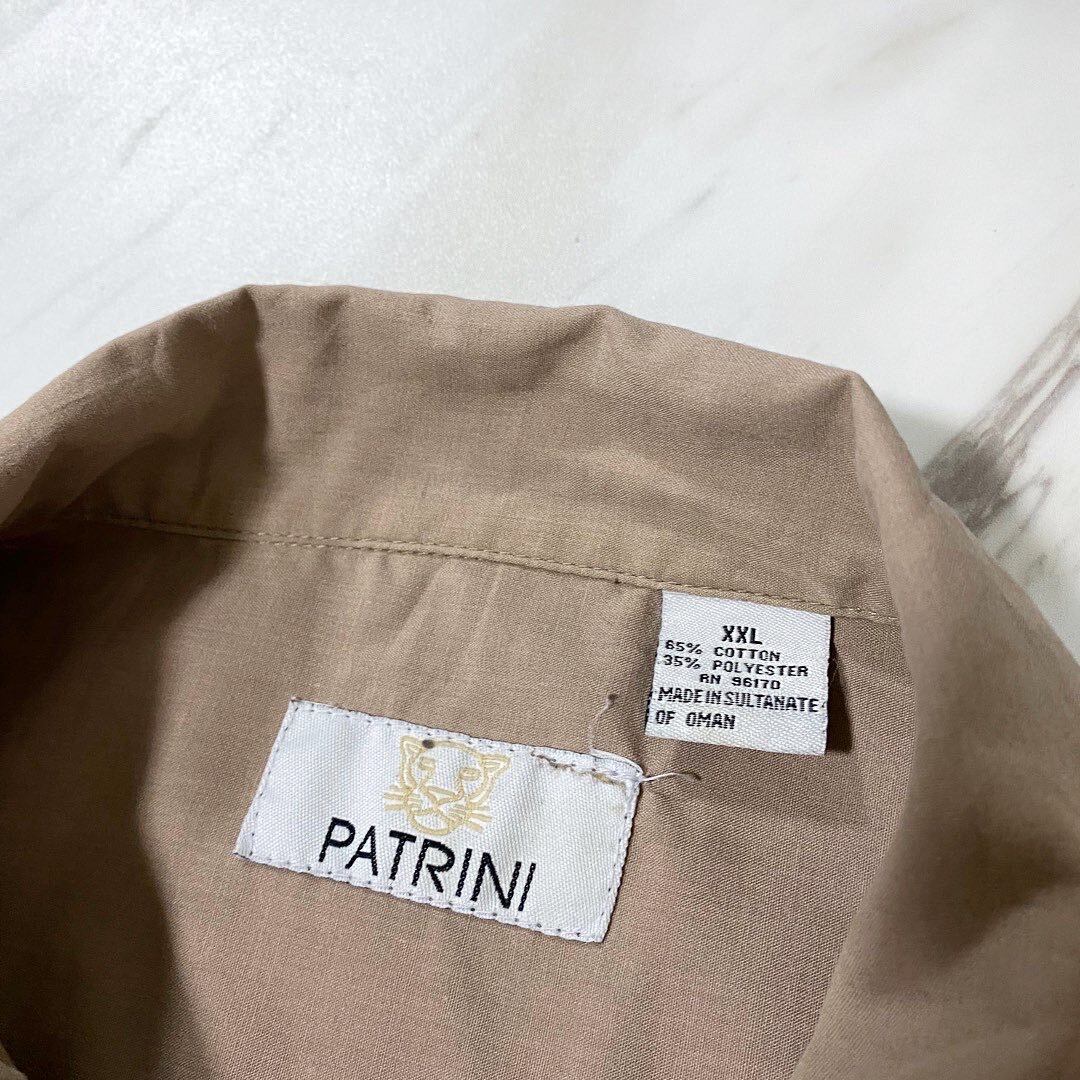 XXL
65% COTTON
35% POLYESTER
RN 96170
MADE IN SULTANATE
OF OMAN
PATRINI